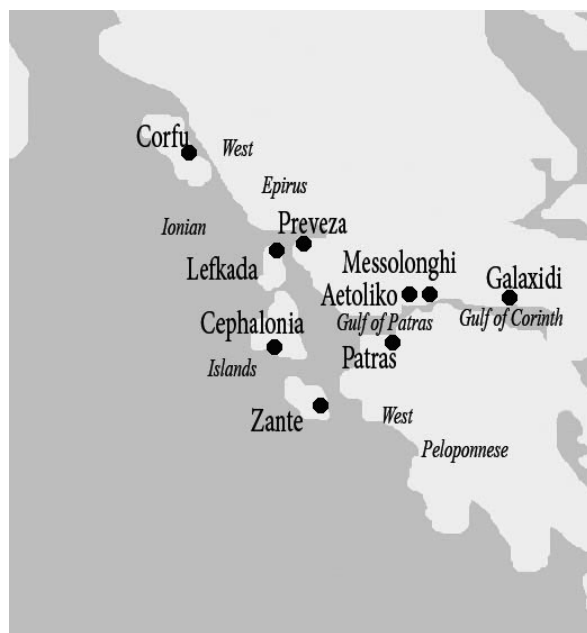 Corfu
West
Epirus
Ionian
Preveza
Lefkada
Messolonghi
Aetoliko
Galaxidi
Gulf of Patras
Gulf of Corinth
Cephalonia
Patras
Islands
Zante
West
Peloponnese